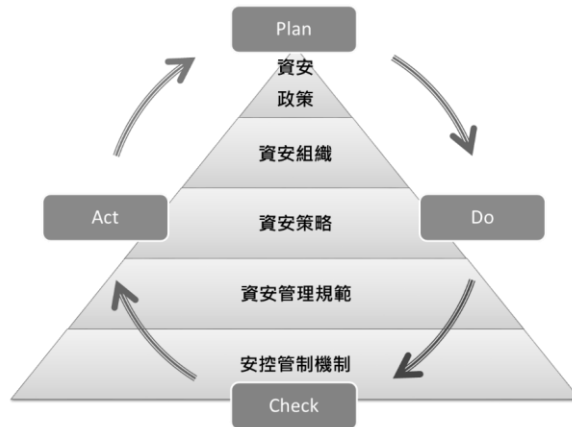 Plan
資安
政策
資安組織
Act
資安策略
Do
資安管理規範
安控管制機制
Check